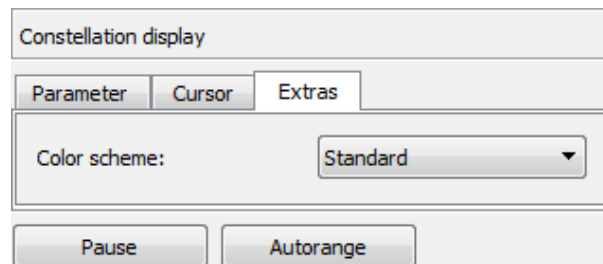 Constellation display
Parameter Cursor Extras
Color scheme: Standard
Pause Autorange